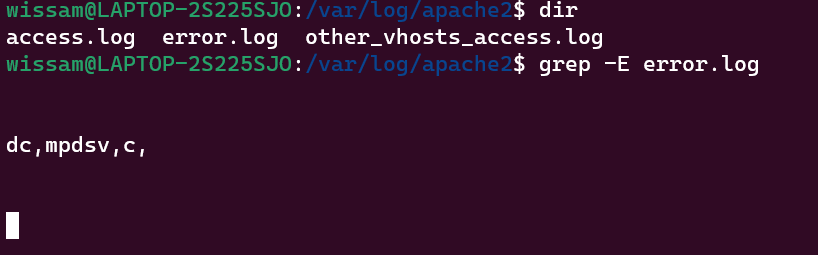 wissam@LAPTOP-2S225SJO:/var/log/apache2$ dir
access.log  error.log  other_vhosts_access.log
wissam@LAPTOP-2S225SJO:/var/log/apache2$ grep -E error.log
dc,mpdsv,c,